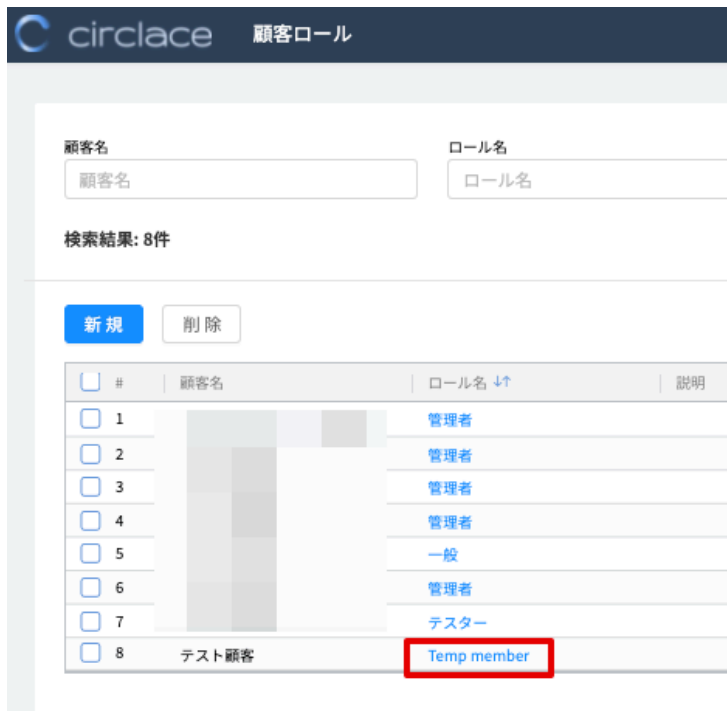 circlace 顧客ロール
顧客名 ロール名
顧客名 ロール名
検索結果: 8件
新規 削除
# 顧客名 ロール名 説明
1 管理者
2 管理者
3 管理者
4 管理者
5 一般
6 管理者
7 テスター
8 テスト顧客 Temp member